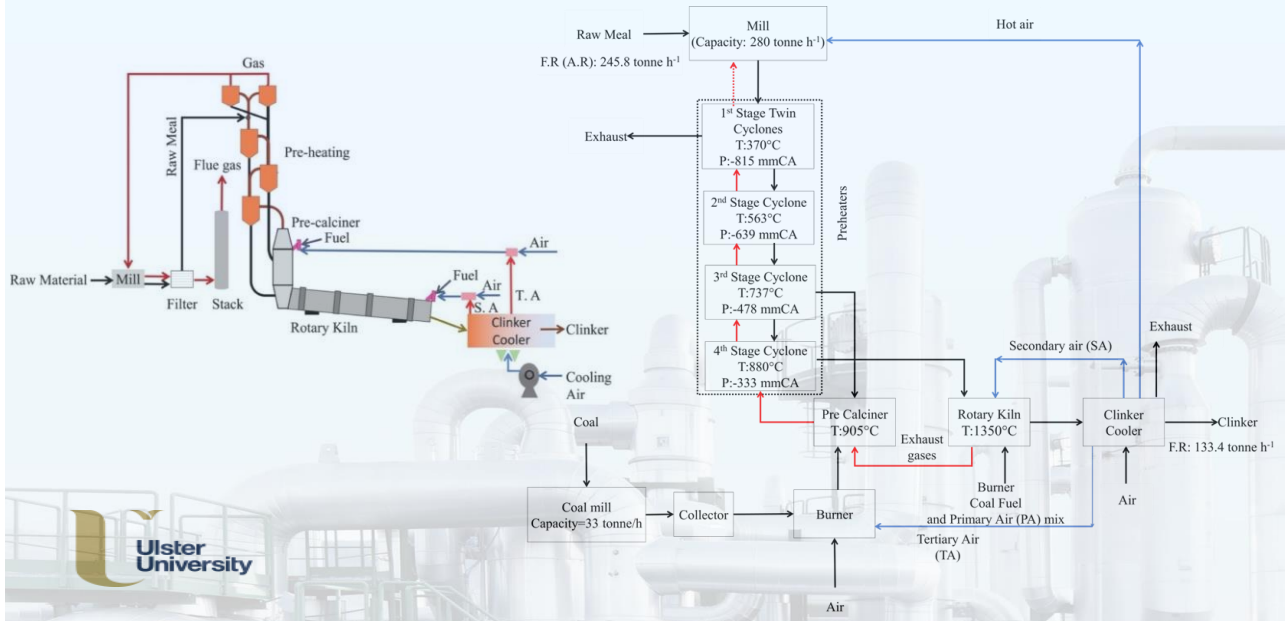 Gas
Raw Meal
Pre-heating
Flue gas
Pre-calciner
Fuel
Air
Raw Material
Mill
Filter
Stack
Fuel
Air
S. A
T. A
Rotary Kiln
Clinker
Cooler
Clinker
Cooling
Air
Raw Meal
F.R (A.R): 245.8 tonne h⁻¹
Mill
(Capacity: 280 tonne h⁻¹)
Hot air
1st Stage Twin
Cyclones
T:370°C
P:-815 mmCA
Exhaust
2nd Stage Cyclone
T:563°C
P:-639 mmCA
Preheaters
3rd Stage Cyclone
T:737°C
P:-478 mmCA
4th Stage Cyclone
T:880°C
P:-333 mmCA
Exhaust
Secondary air (SA)
Pre Calciner
T:905°C
Exhaust
gases
Rotary Kiln
T:1350°C
Clinker
Cooler
Clinker
F.R: 133.4 tonne h⁻¹
Coal
Coal mill
Capacity=33 tonne/h
Collector
Burner
Burner
Coal Fuel
and Primary Air (PA) mix
Air
Tertiary Air
(TA)
Air
Ulster
University